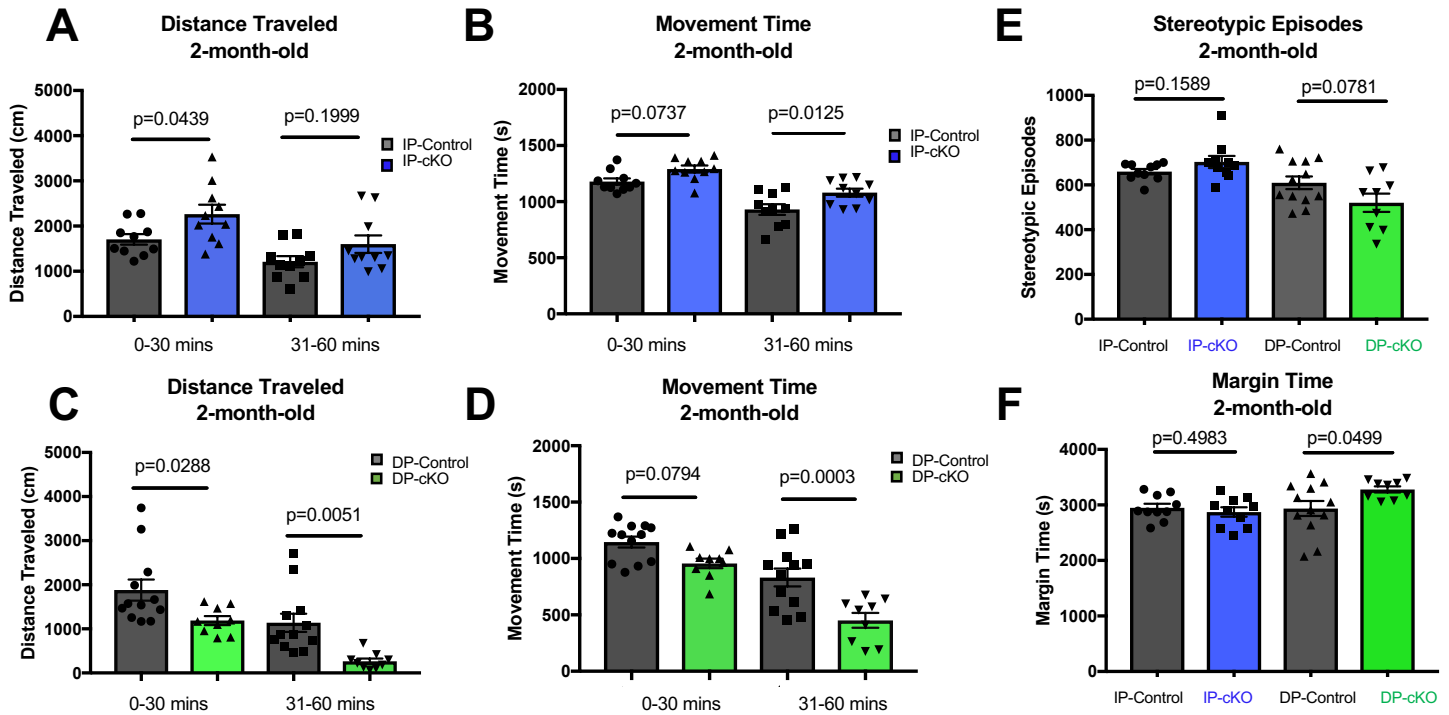 A
Distance Traveled
2-month-old
Distance Traveled (cm)
5000
4000
3000
2000
1000
0
p=0.0439
p=0.1999
IP-Control
IP-cKO
0-30 mins
31-60 mins
B
Movement Time
2-month-old
Movement Time (s)
2000
1500
1000
500
0
p=0.0737
p=0.0125
IP-Control
IP-cKO
0-30 mins
31-60 mins
E
Stereotypic Episodes
2-month-old
Stereotypic Episodes
1000
800
600
400
200
0
p=0.1589
p=0.0781
IP-Control
IP-cKO
DP-Control
DP-cKO
C
Distance Traveled
2-month-old
Distance Traveled (cm)
5000
4000
3000
2000
1000
0
p=0.0288
p=0.0051
DP-Control
DP-cKO
0-30 mins
31-60 mins
D
Movement Time
2-month-old
Movement Time (s)
2000
1500
1000
500
0
p=0.0794
p=0.0003
DP-Control
DP-cKO
0-30 mins
31-60 mins
F
Margin Time
2-month-old
Margin Time (s)
4000
3000
2000
1000
0
p=0.4983
p=0.0499
IP-Control
IP-cKO
DP-Control
DP-cKO